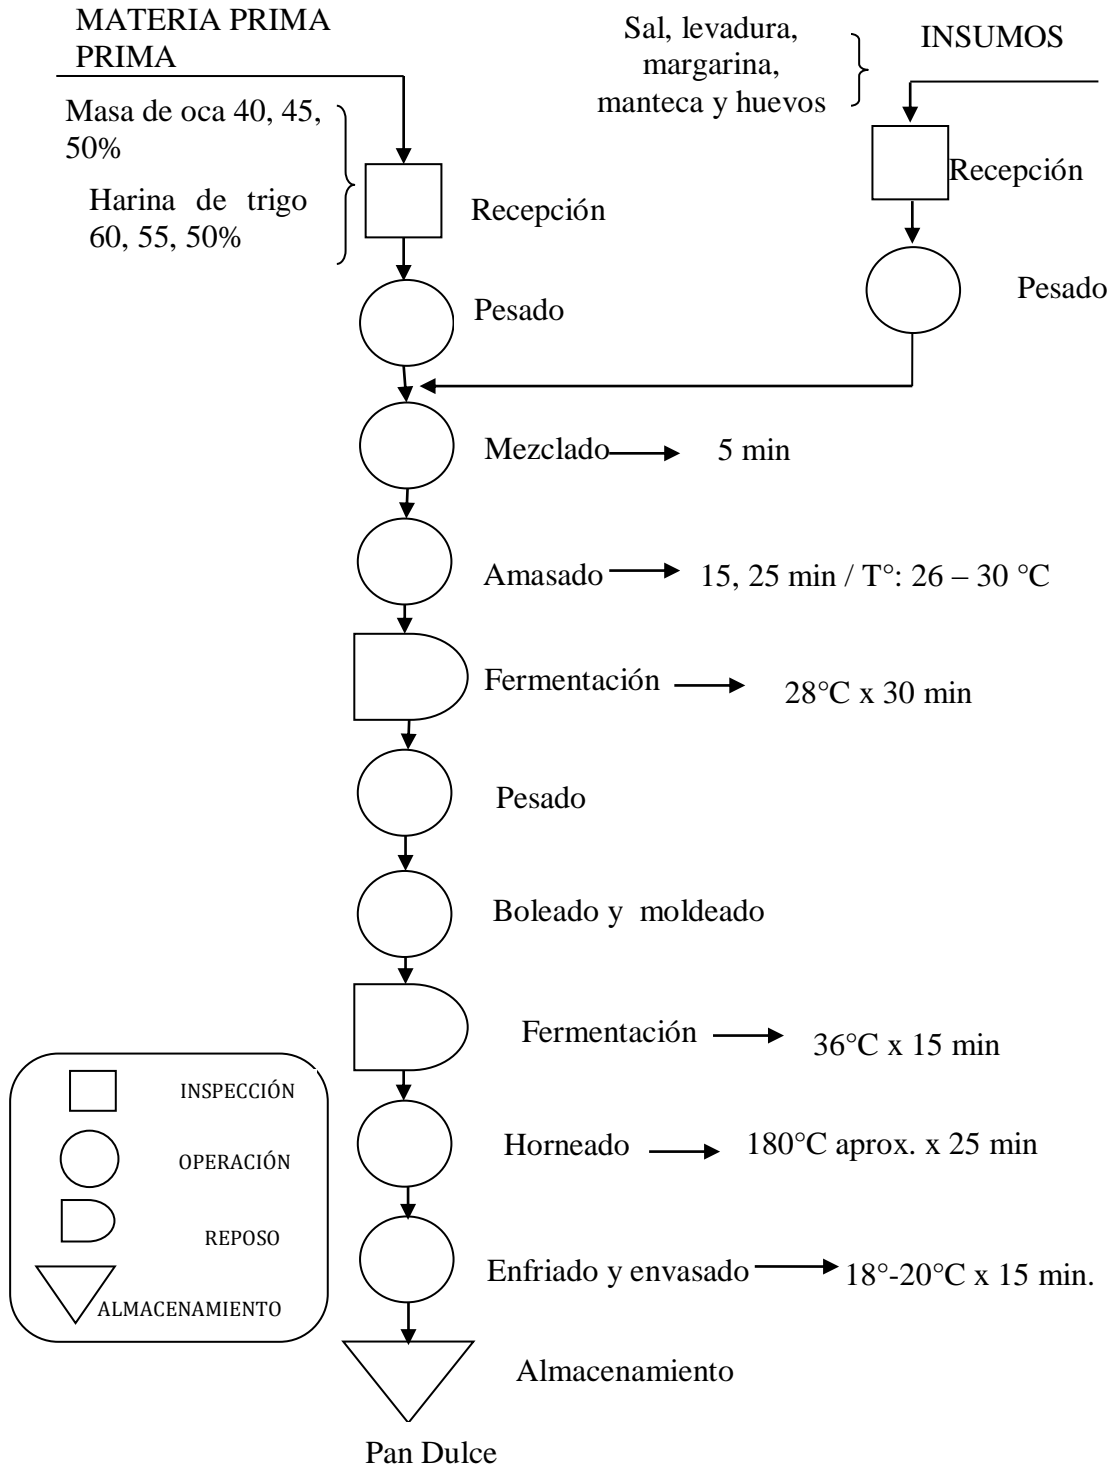 MATERIA PRIMA
PRIMA
Masa de oca 40, 45,
50%
Harina de trigo
60, 55, 50%
Recepción
Pesado
Sal, levadura,
margarina,
manteca y huevos
INSUMOS
Recepción
Pesado
Mezclado
5 min
Amasado
15, 25 min / T°: 26 – 30 °C
Fermentación
28°C x 30 min
Pesado
Boleado y moldeado
Fermentación
36°C x 15 min
Horneado
180°C aprox. x 25 min
Enfriado y envasado
18°-20°C x 15 min.
Almacenamiento
Pan Dulce
INSPECCIÓN
OPERACIÓN
REPOSO
ALMACENAMIENTO